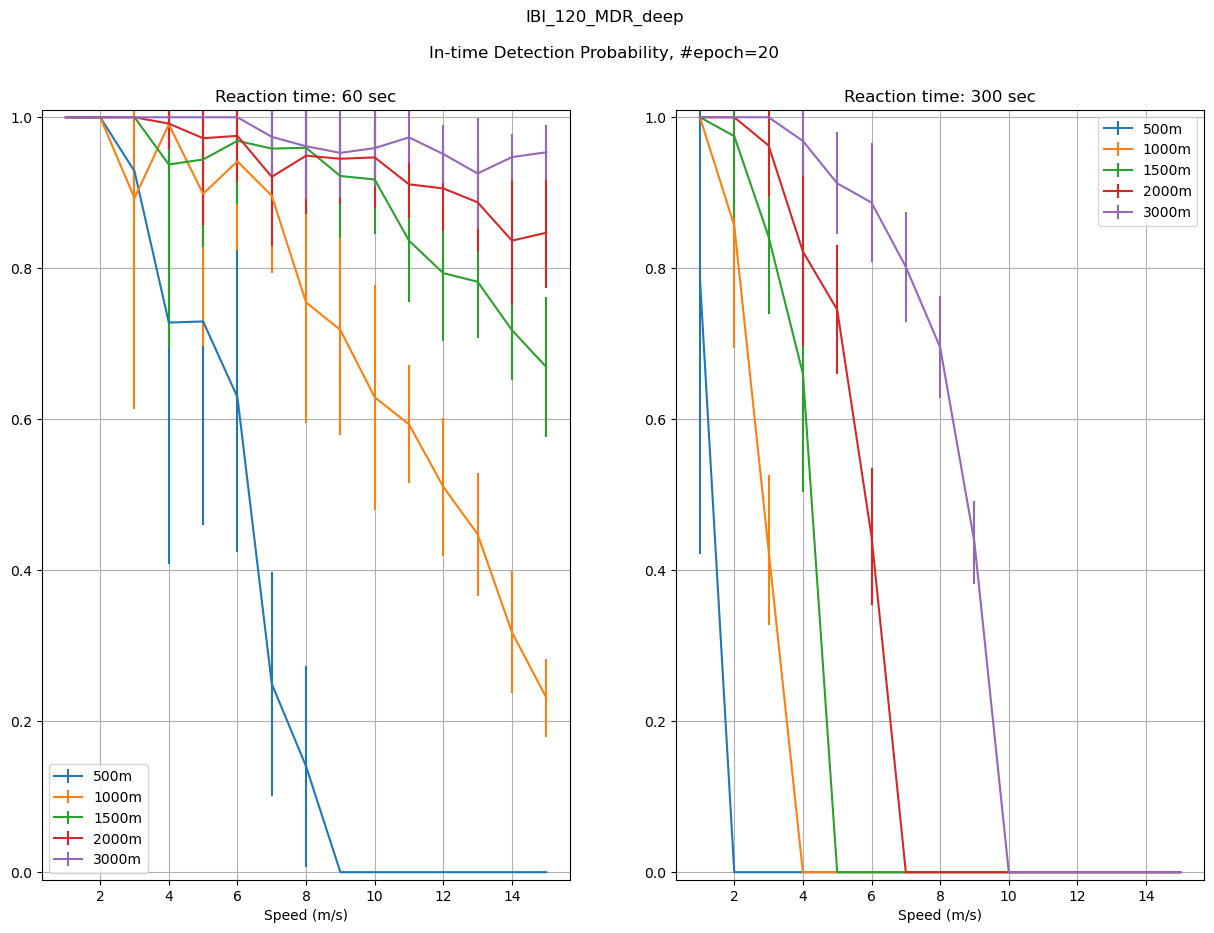 IBI_120_MDR_deep
In-time Detection Probability, #epoch=20
Reaction time: 60 sec
1.0
0.8
0.6
0.4
0.2
0.0
2 4 6 8 10 12 14
Speed (m/s)
500m
1000m
1500m
2000m
3000m
Reaction time: 300 sec
1.0
0.8
0.6
0.4
0.2
0.0
2 4 6 8 10 12 14
Speed (m/s)
500m
1000m
1500m
2000m
3000m